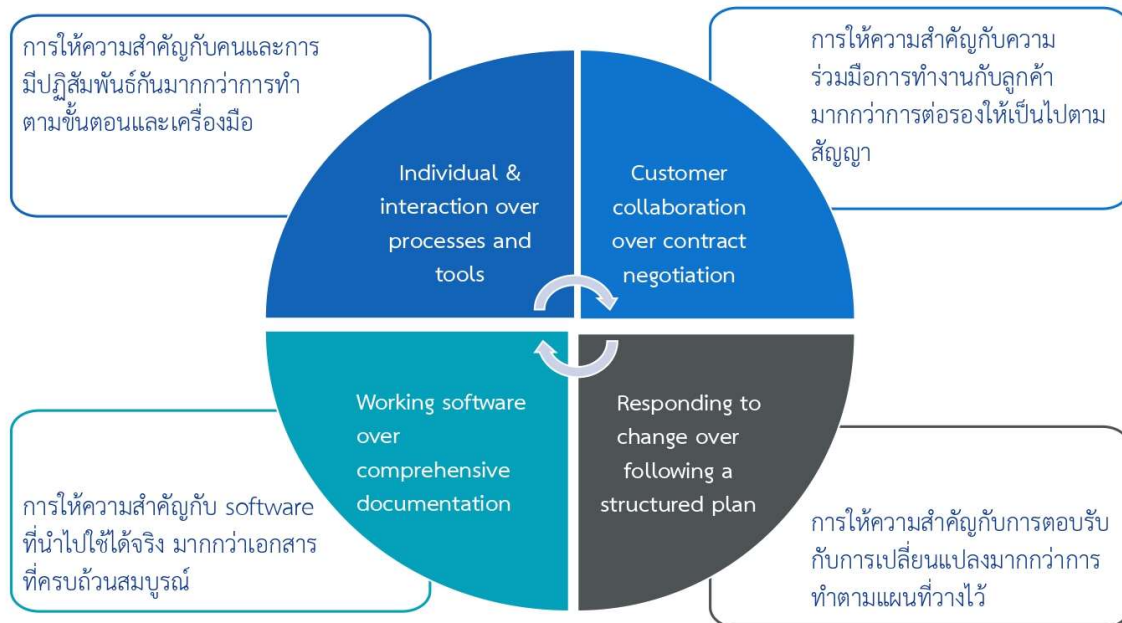 การให้ความสำคัญกับคนและการ
มีปฏิสัมพันธ์กันมากกว่าการทำ
ตามขั้นตอนและเครื่องมือ
Individual &
interaction over
processes and
tools
Customer
collaboration
over contract
negotiation
การให้ความสำคัญกับความ
ร่วมมือการทำงานกับลูกค้า
มากกว่าการต่อรองให้เป็นไปตาม
สัญญา
การให้ความสำคัญกับ software
ที่นำไปใช้ได้จริง มากกว่าเอกสาร
ที่ครบถ้วนสมบูรณ์
Working software
over
comprehensive
documentation
Responding to
change over
following a
structured plan
การให้ความสำคัญกับการตอบรับ
กับการเปลี่ยนแปลงมากกว่าการ
ทำตามแผนที่วางไว้